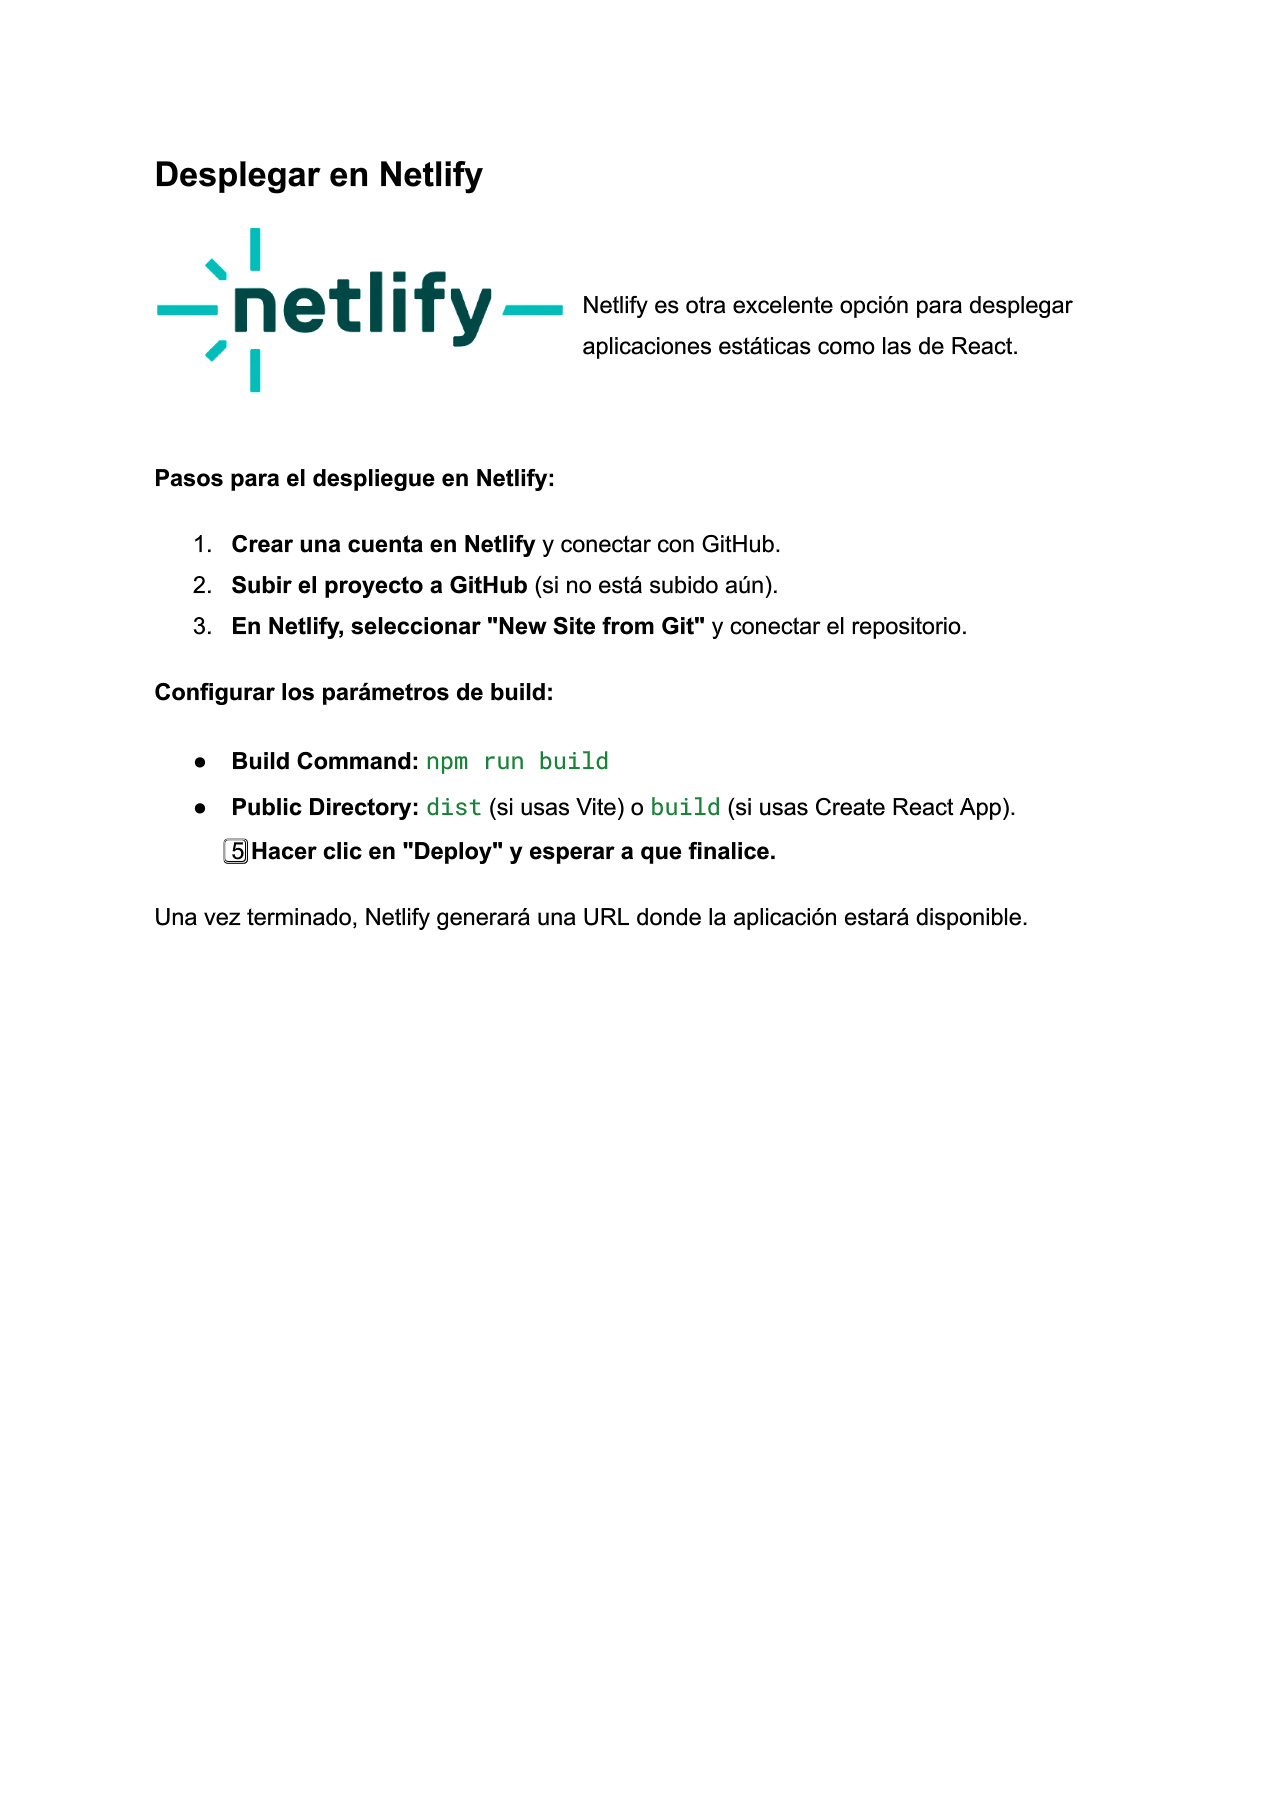 Desplegar en Netlify
netlify
Netlify es otra excelente opción para desplegar
aplicaciones estáticas como las de React.
Pasos para el despliegue en Netlify:
1. Crear una cuenta en Netlify y conectar con GitHub.
2. Subir el proyecto a GitHub (si no está subido aún).
3. En Netlify, seleccionar "New Site from Git" y conectar el repositorio.
Configurar los parámetros de build:
● Build Command: npm run build
● Public Directory: dist (si usas Vite) o build (si usas Create React App).
5️⃣Hacer clic en "Deploy" y esperar a que finalice.
Una vez terminado, Netlify generará una URL donde la aplicación estará disponible.